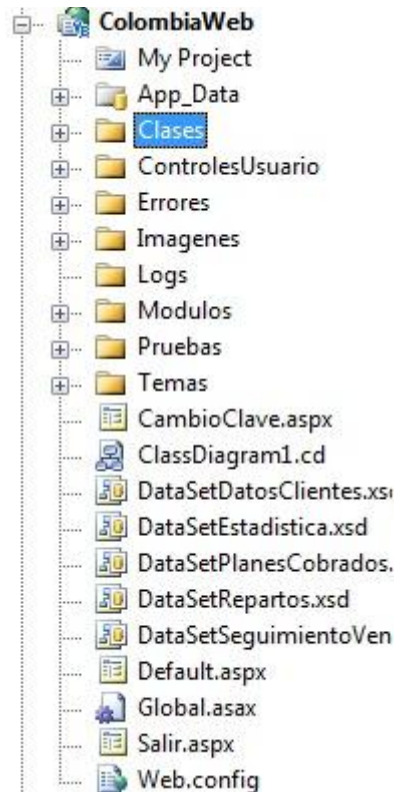 ColombiaWeb
My Project
App_Data
Clases
ControlesUsuario
Errores
Imagenes
Logs
Modulos
Pruebas
Temas
CambioClave.aspx
ClassDiagram1.cd
DataSetDatosClientes.xs
DataSetEstadistica.xsd
DataSetPlanesCobrados.
DataSetRepartos.xsd
DataSetSeguimientoVen
Default.aspx
Global.asax
Salir.aspx
Web.config